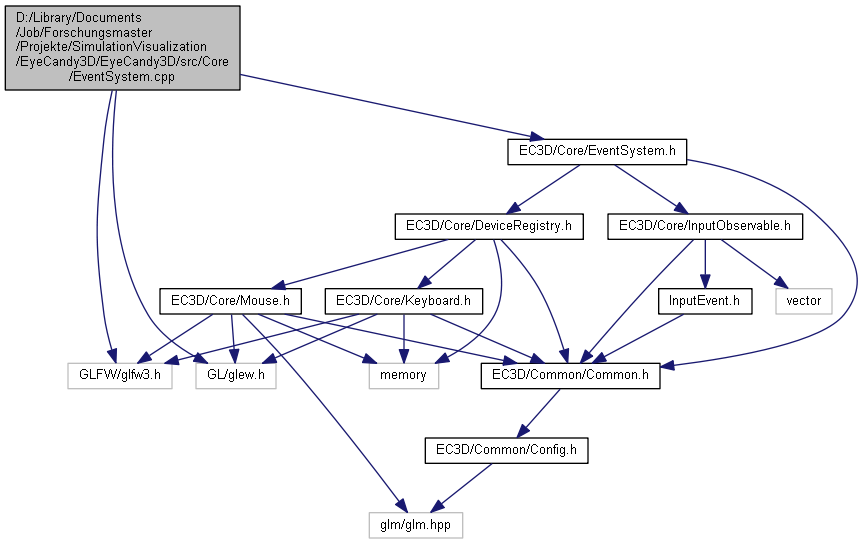 D:/Library/Documents
/Job/Forschungsmaster
/Projekte/SimulationVisualization
/EyeCandy3D/EyeCandy3D/src/Core
/EventSystem.cpp
EC3D/Core/EventSystem.h
EC3D/Core/DeviceRegistry.h
EC3D/Core/InputObservable.h
EC3D/Core/Mouse.h
EC3D/Core/Keyboard.h
InputEvent.h
vector
GLFW/glfw3.h
GL/glew.h
memory
EC3D/Common/Common.h
EC3D/Common/Config.h
glm/glm.hpp